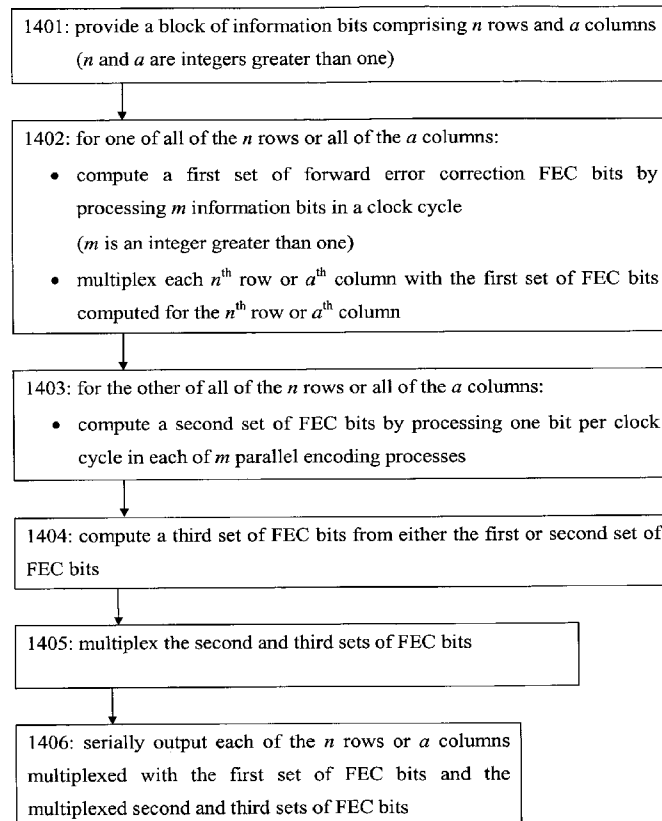 1401: provide a block of information bits comprising n rows and a columns
(n and a are integers greater than one)
1402: for one of all of the n rows or all of the a columns:
• compute a first set of forward error correction FEC bits by
processing m information bits in a clock cycle
(m is an integer greater than one)
• multiplex each nth row or ath column with the first set of FEC bits
computed for the nth row or ath column
1403: for the other of all of the n rows or all of the a columns:
• compute a second set of FEC bits by processing one bit per clock
cycle in each of m parallel encoding processes
1404: compute a third set of FEC bits from either the first or second set of
FEC bits
1405: multiplex the second and third sets of FEC bits
1406: serially output each of the n rows or a columns
multiplexed with the first set of FEC bits and the
multiplexed second and third sets of FEC bits